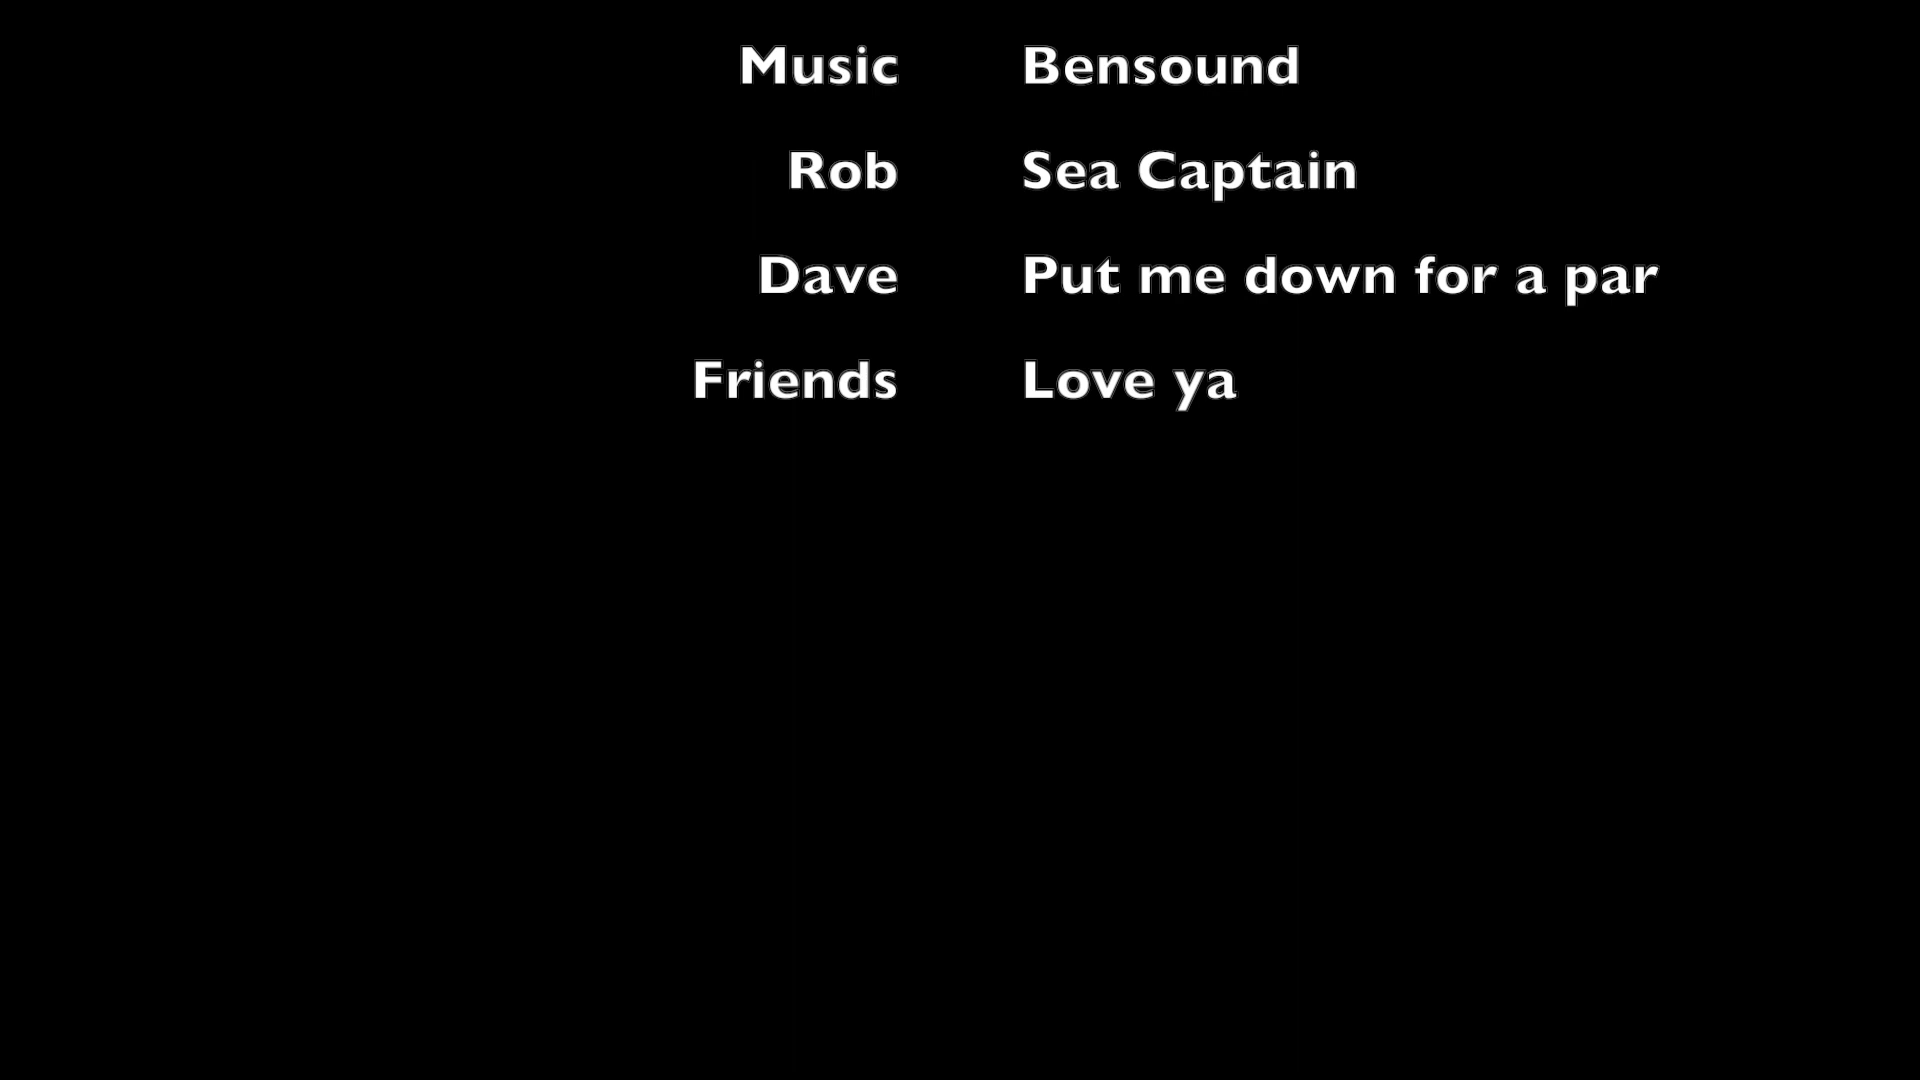 Music Bensound
Rob Sea Captain
Dave Put me down for a par
Friends Love ya